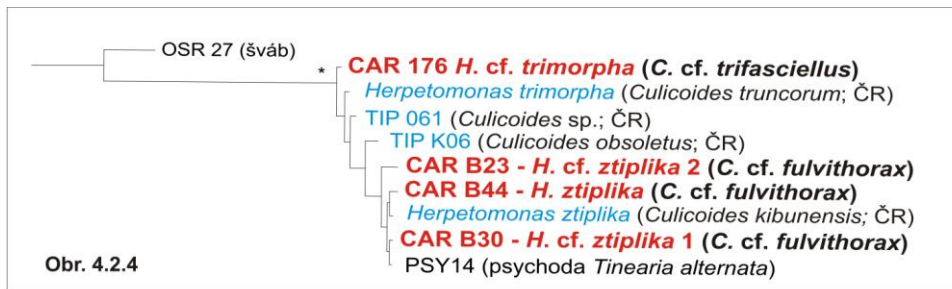 OSR 27 (šváb)
* CAR 176 H. cf. trimorpha (C. cf. trifasciellus)
Herpetomonas trimorpha (Culicoides truncorum; ČR)
TIP 061 (Culicoides sp.; ČR)
TIP K06 (Culicoides obsoletus; ČR)
CAR B23 - H. cf. ztiplika 2 (C. cf. fulvithorax)
CAR B44 - H. ztiplika (C. cf. fulvithorax)
Herpetomonas ztiplika (Culicoides kibunensis; ČR)
CAR B30 - H. cf. ztiplika 1 (C. cf. fulvithorax)
Obr. 4.2.4
PSY14 (psychoda Tinearia alternata)